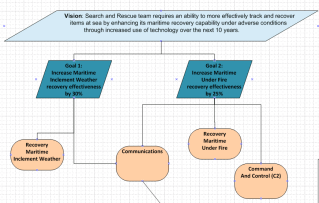 Vision: Search and Rescue team requires an ability to more effectively track and recover
items at sea by enhancing its maritime recovery capability under adverse conditions
through increased use of technology over the next 10 years.
Goal 1:
Increase Maritime
Inclement Weather
recovery effectiveness
by 30%
Goal 2:
Increase Maritime
Under Fire
recovery effectiveness
by 25%
Recovery
Maritime
Inclement Weather
Communications
Recovery
Maritime
Under Fire
Command
And Control (C2)